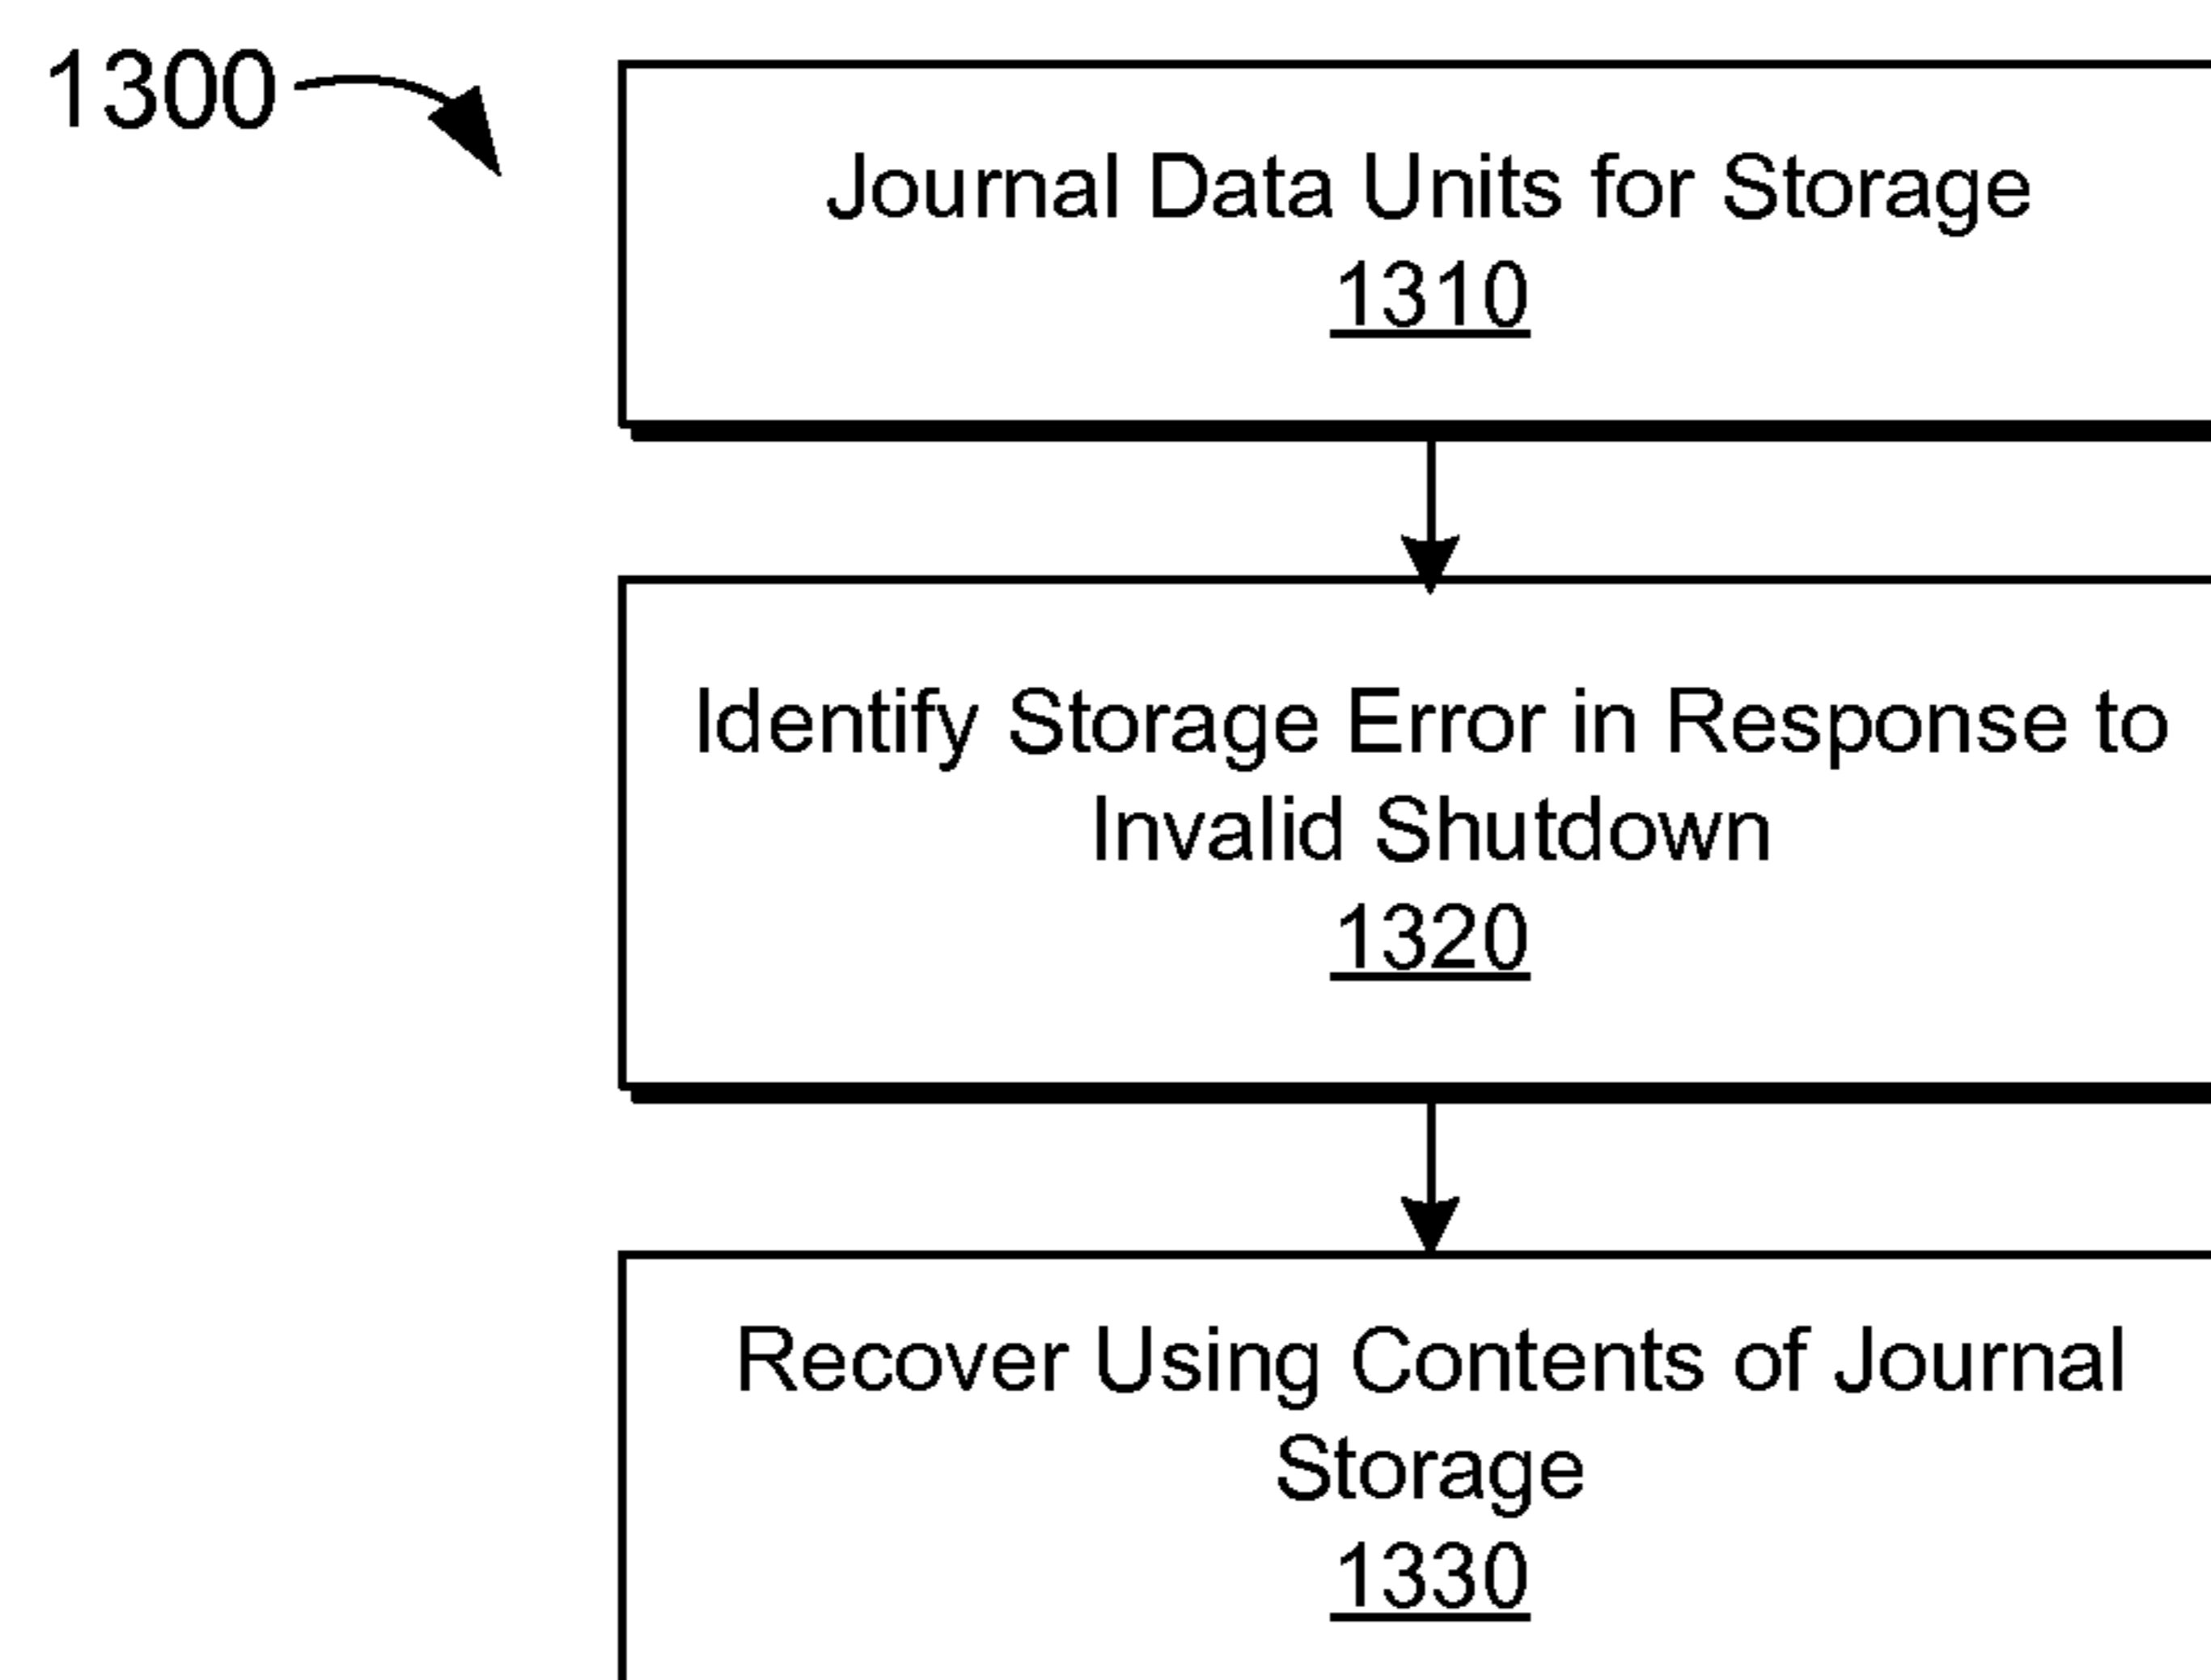 1300
Journal Data Units for Storage
1310
Identify Storage Error in Response to
Invalid Shutdown
1320
Recover Using Contents of Journal
Storage
1330